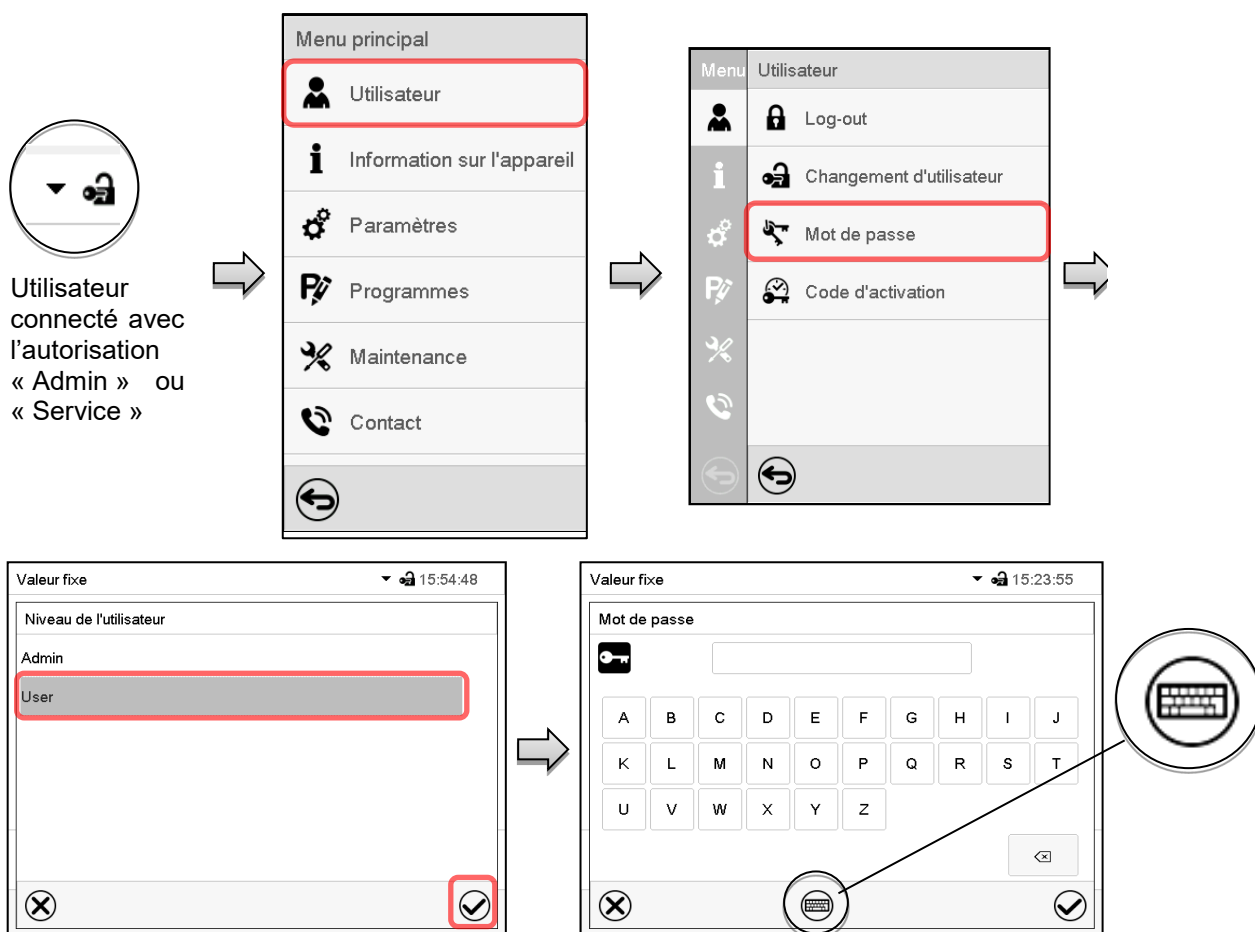 Utilisateur
connecté avec
l’autorisation
« Admin » ou
« Service »
Menu principal
Utilisateur
Information sur l'appareil
Paramètres
Programmes
Maintenance
Contact
Menu Utilisateur
Log-out
Changement d'utilisateur
Mot de passe
Code d'activation
Valeur fixe 15:54:48
Niveau de l'utilisateur
Admin
User
Valeur fixe 15:23:55
Mot de passe
A B C D E F G H I J
K L M N O P Q R S T
U V W X Y Z